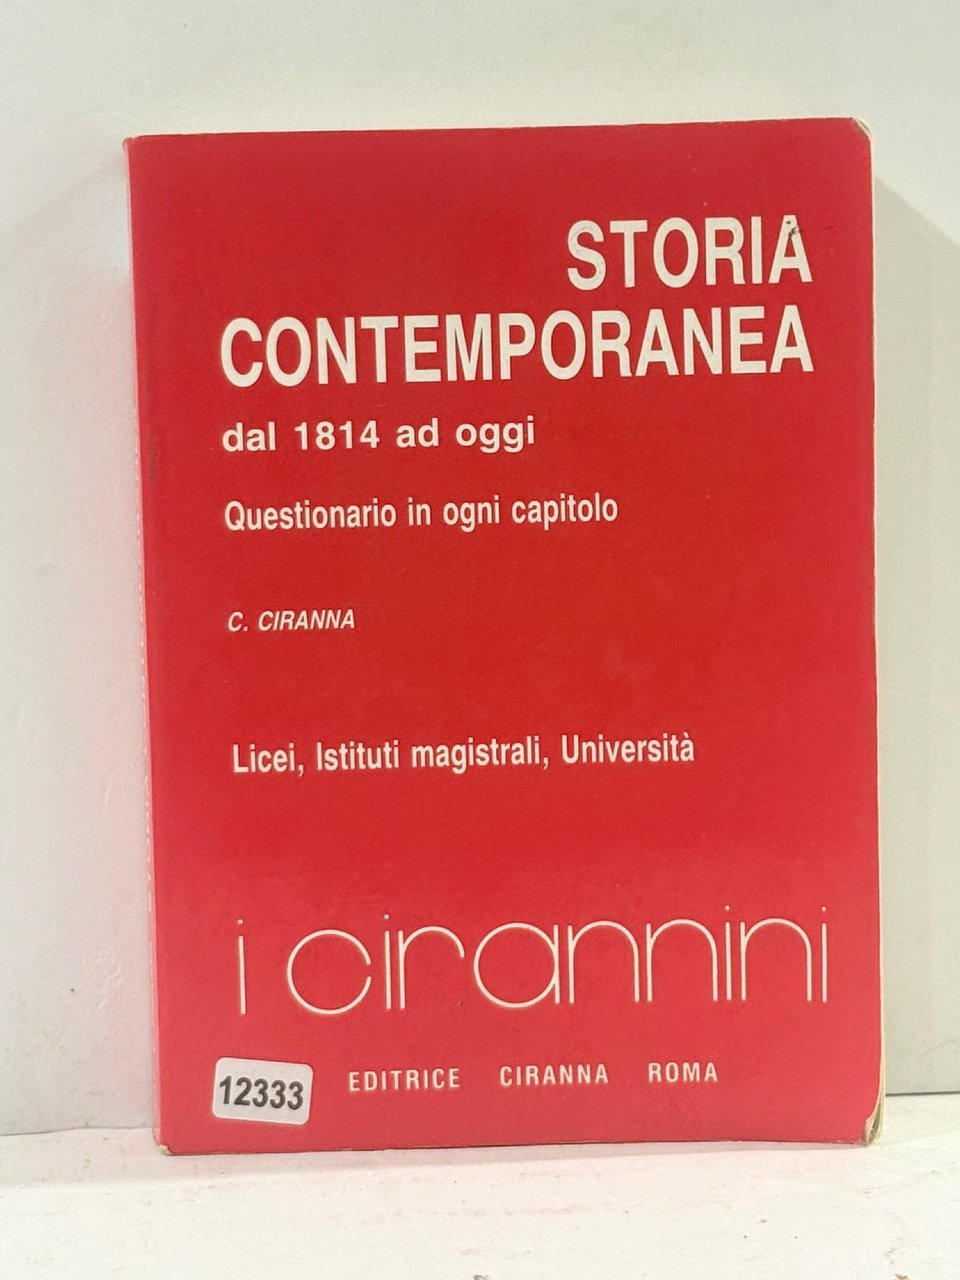 STORIA
CONTEMPORANEA
dal 1814 ad oggi
Questionario in ogni capitolo
C. CIRANNA
Licei, Istituti magistrali, Università
i cirannini
12333
EDITRICE CIRANNA ROMA